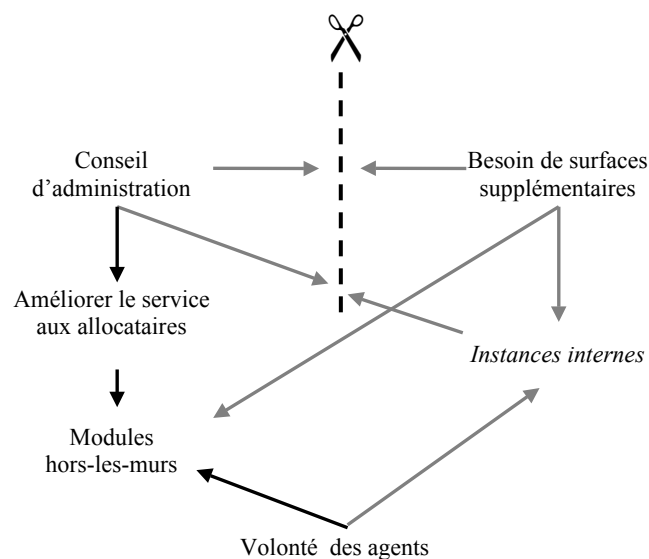 Conseil
d'administration
Besoin de surfaces
supplémentaires
Améliorer le service
aux allocataires
Instances internes
Modules
hors-les-murs
Volonté des agents